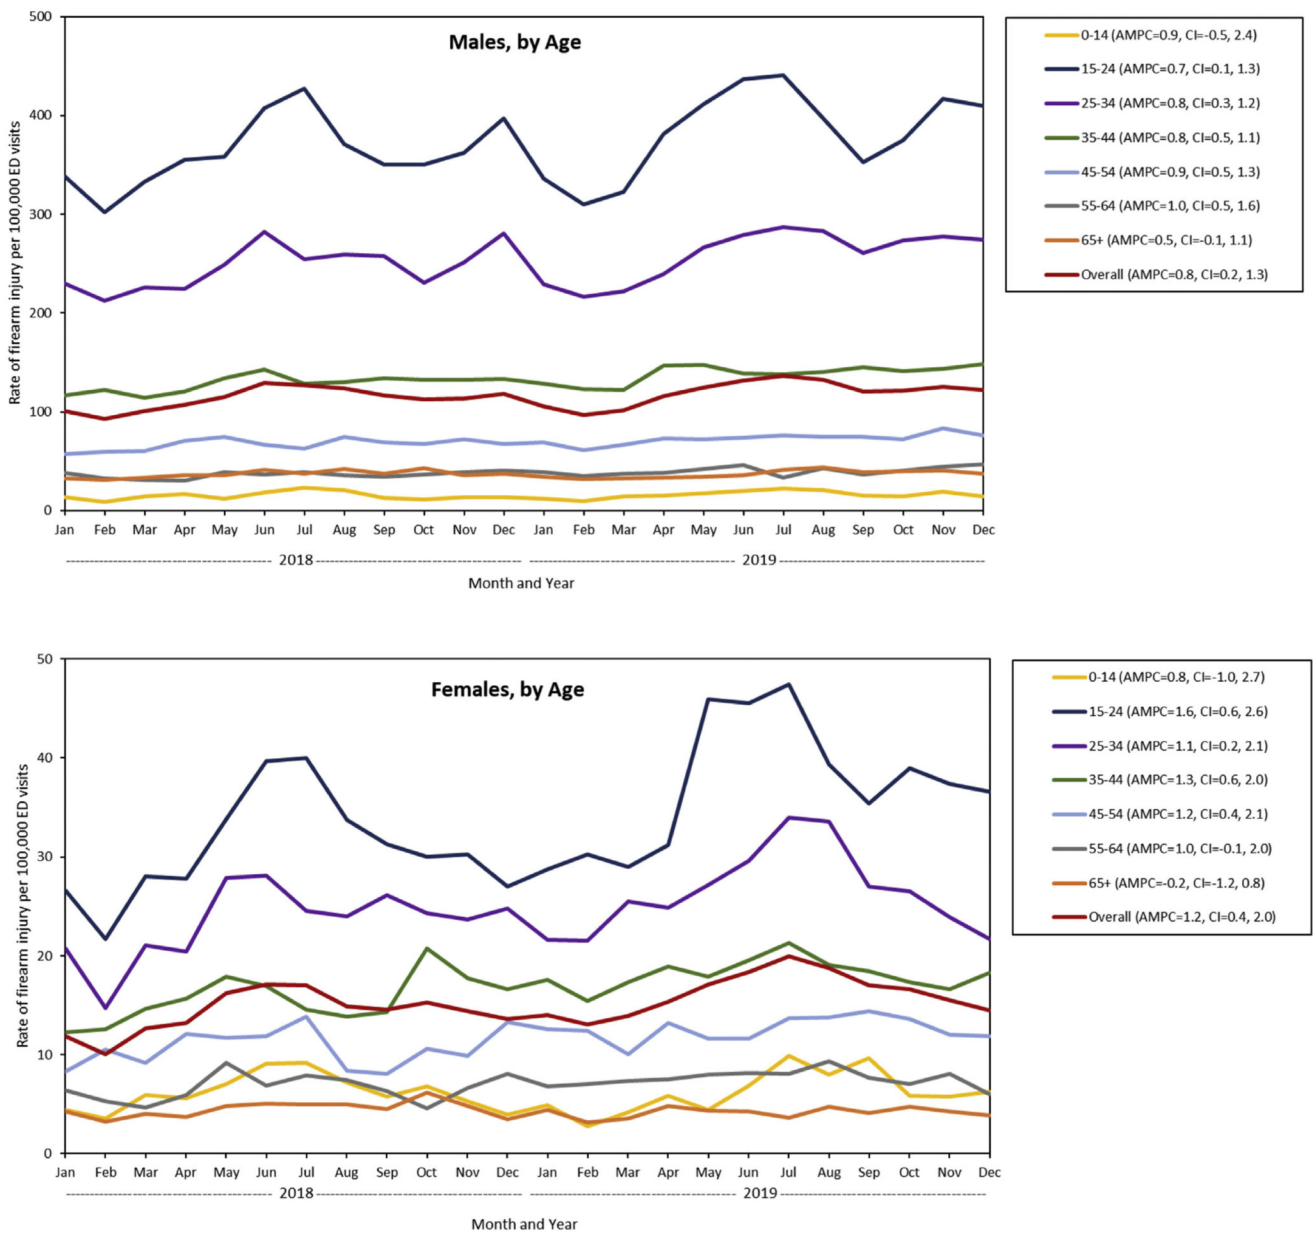 Males, by Age
Rate of firearm injury per 100,000 ED visits
500
400
300
200
100
0
Jan Feb Mar Apr May Jun Jul Aug Sep Oct Nov Dec Jan Feb Mar Apr May Jun Jul Aug Sep Oct Nov Dec
2018 2019
Month and Year
0-14 (AMPC=0.9, CI=-0.5, 2.4)
15-24 (AMPC=0.7, CI=0.1, 1.3)
25-34 (AMPC=0.8, CI=0.3, 1.2)
35-44 (AMPC=0.8, CI=0.5, 1.1)
45-54 (AMPC=0.9, CI=0.5, 1.3)
55-64 (AMPC=1.0, CI=0.5, 1.6)
65+ (AMPC=0.5, CI=-0.1, 1.1)
Overall (AMPC=0.8, CI=0.2, 1.3)
Females, by Age
Rate of firearm injury per 100,000 ED visits
50
40
30
20
10
0
Jan Feb Mar Apr May Jun Jul Aug Sep Oct Nov Dec Jan Feb Mar Apr May Jun Jul Aug Sep Oct Nov Dec
2018 2019
Month and Year
0-14 (AMPC=0.8, CI=-1.0, 2.7)
15-24 (AMPC=1.6, CI=0.6, 2.6)
25-34 (AMPC=1.1, CI=0.2, 2.1)
35-44 (AMPC=1.3, CI=0.6, 2.0)
45-54 (AMPC=1.2, CI=0.4, 2.1)
55-64 (AMPC=1.0, CI=-0.1, 2.0)
65+ (AMPC=-0.2, CI=-1.2, 0.8)
Overall (AMPC=1.2, CI=0.4, 2.0)